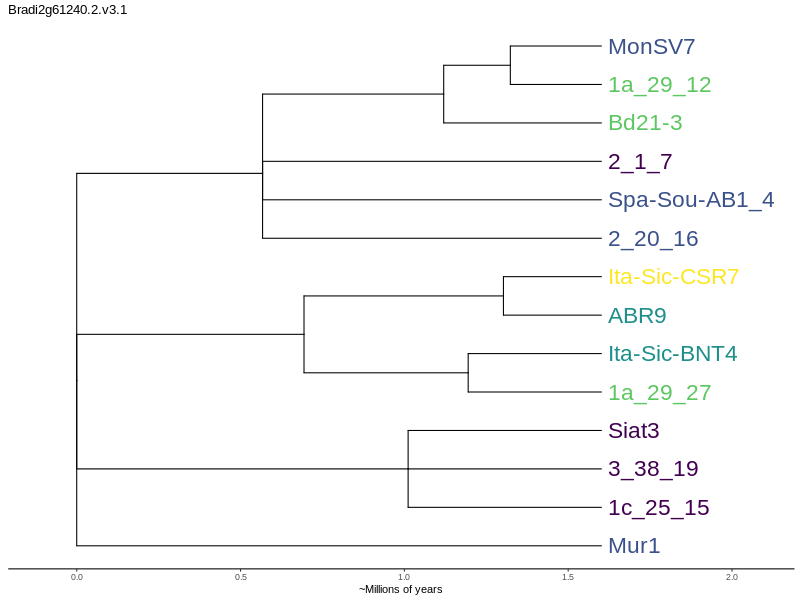 Bradi2g61240.2.v3.1
MonSV7
1a_29_12
Bd21-3
2_1_7
Spa-Sou-AB1_4
2_20_16
Ita-Sic-CSR7
ABR9
Ita-Sic-BNT4
1a_29_27
Siat3
3_38_19
1c_25_15
Mur1
0.0 0.5 1.0 1.5 2.0
~Millions of years